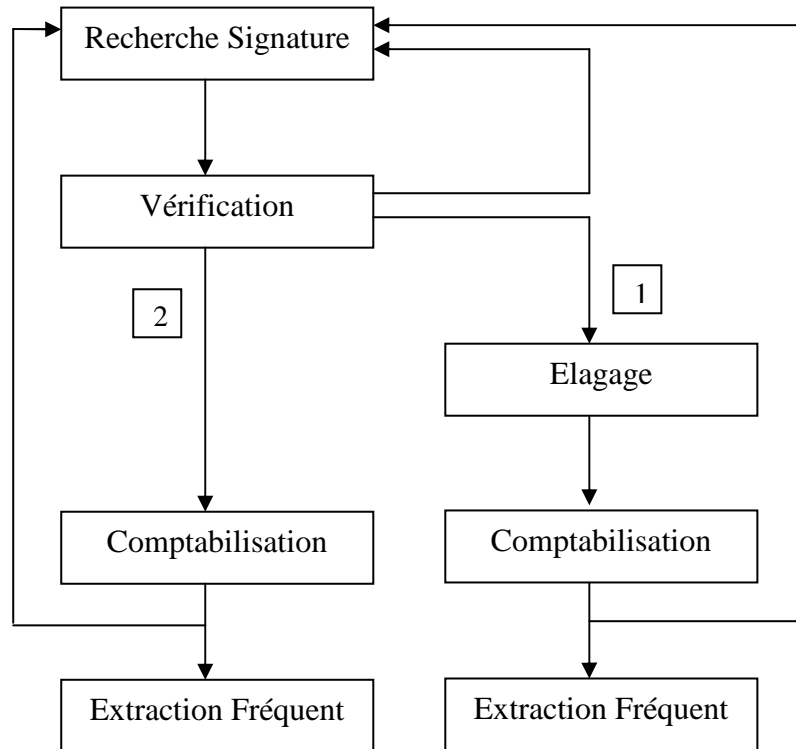 Recherche Signature
Vérification
2
1
Elagage
Comptabilisation
Comptabilisation
Extraction Fréquent
Extraction Fréquent